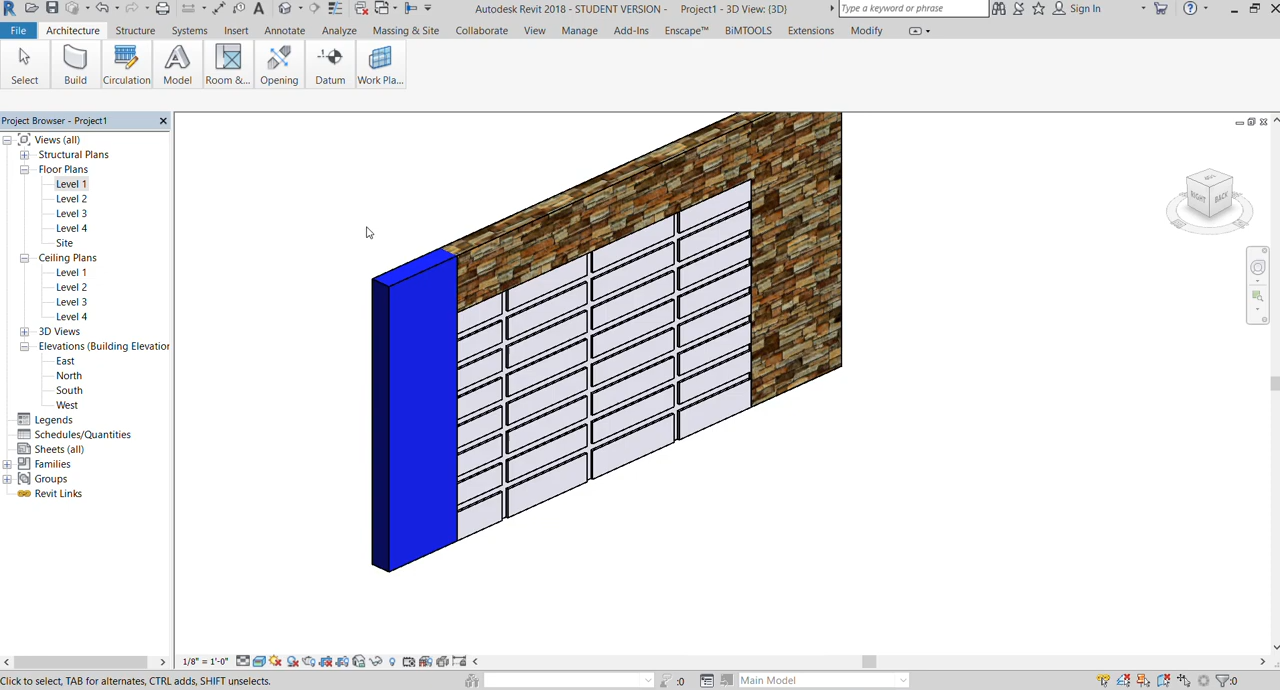 Autodesk Revit 2018 - STUDENT VERSION - Project1 - 3D View: {3D}
Type a keyword or phrase
Sign In
File Architecture Structure Systems Insert Annotate Analyze Massing & Site Collaborate View Manage Add-Ins Enscape™ BiMTOOLS Extensions Modify
Select Build Circulation Model Room &... Opening Datum Work Pla...
Project Browser - Project1
Views (all)
Structural Plans
Floor Plans
Level 1
Level 2
Level 3
Level 4
Site
Ceiling Plans
Level 1
Level 2
Level 3
Level 4
3D Views
Elevations (Building Elevation
East
North
South
West
Legends
Schedules/Quantities
Sheets (all)
Families
Groups
Revit Links
RIGHT BACK
1/8" = 1'-0"
Click to select, TAB for alternates, CTRL adds, SHIFT unselects.
:0
Main Model
:0